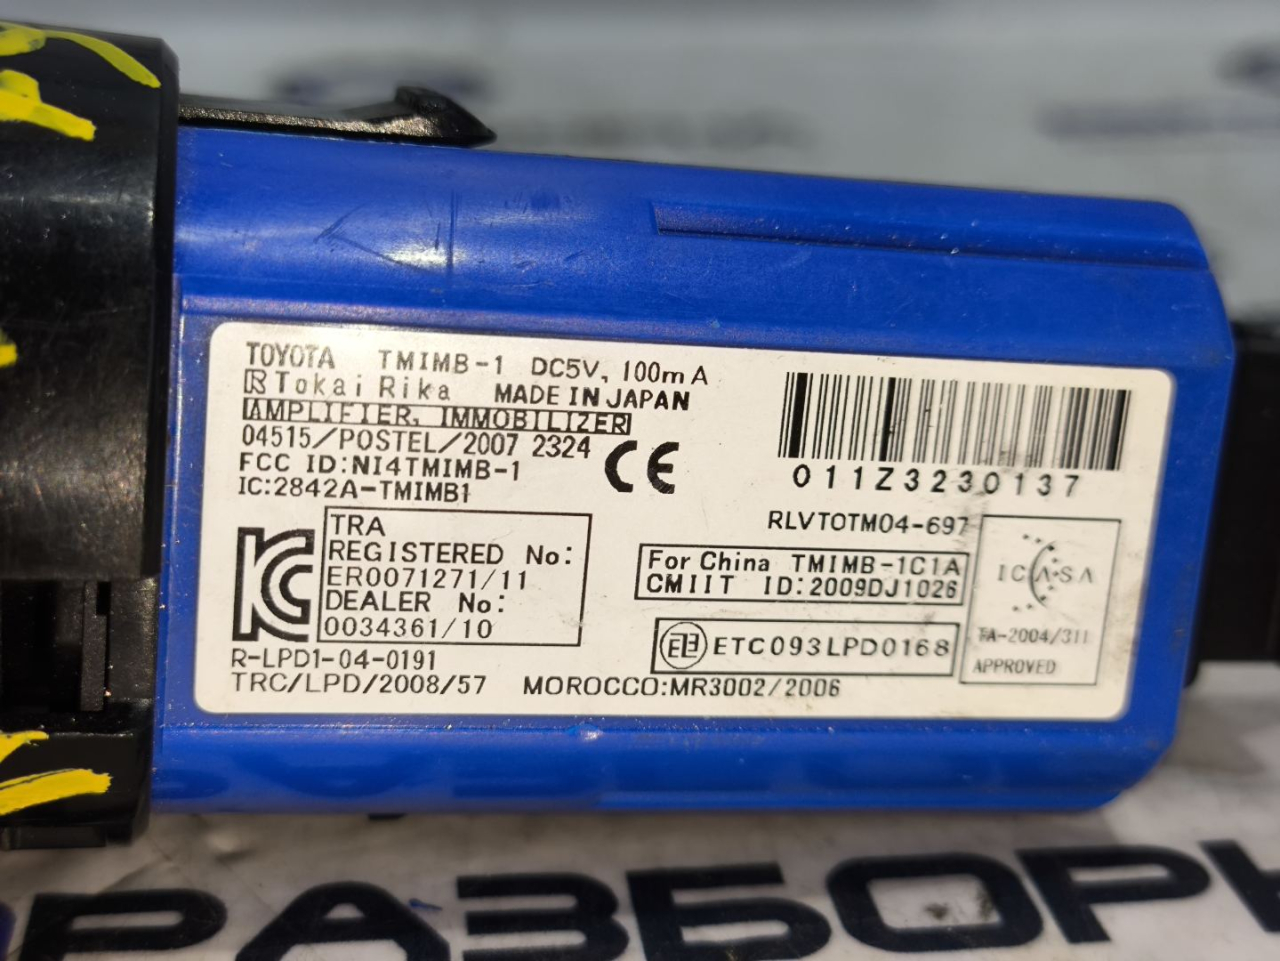 TOYOTA TMIMB-1 DC5V, 100mA
Tokai Rika MADE IN JAPAN
AMPLIFIER, IMMOBILIZER
04515/POSTEL/2007 2324
FCC ID:NI4TMIMB-1
IC:2842A-TMIMB1
CE
011Z3230137
RLVTOTM04-697
TRA
REGISTERED No:
ER0071271/11
DEALER No:
0034361/10
For China TMIMB-1C1A
CMIIT ID:2009DJ1026
ICASA
TA-2004/311
APPROVED
ETC093LPD0168
R-LPD1-04-0191
TRC/LPD/2008/57
MOROCCO:MR3002/2006
РАЗБОР